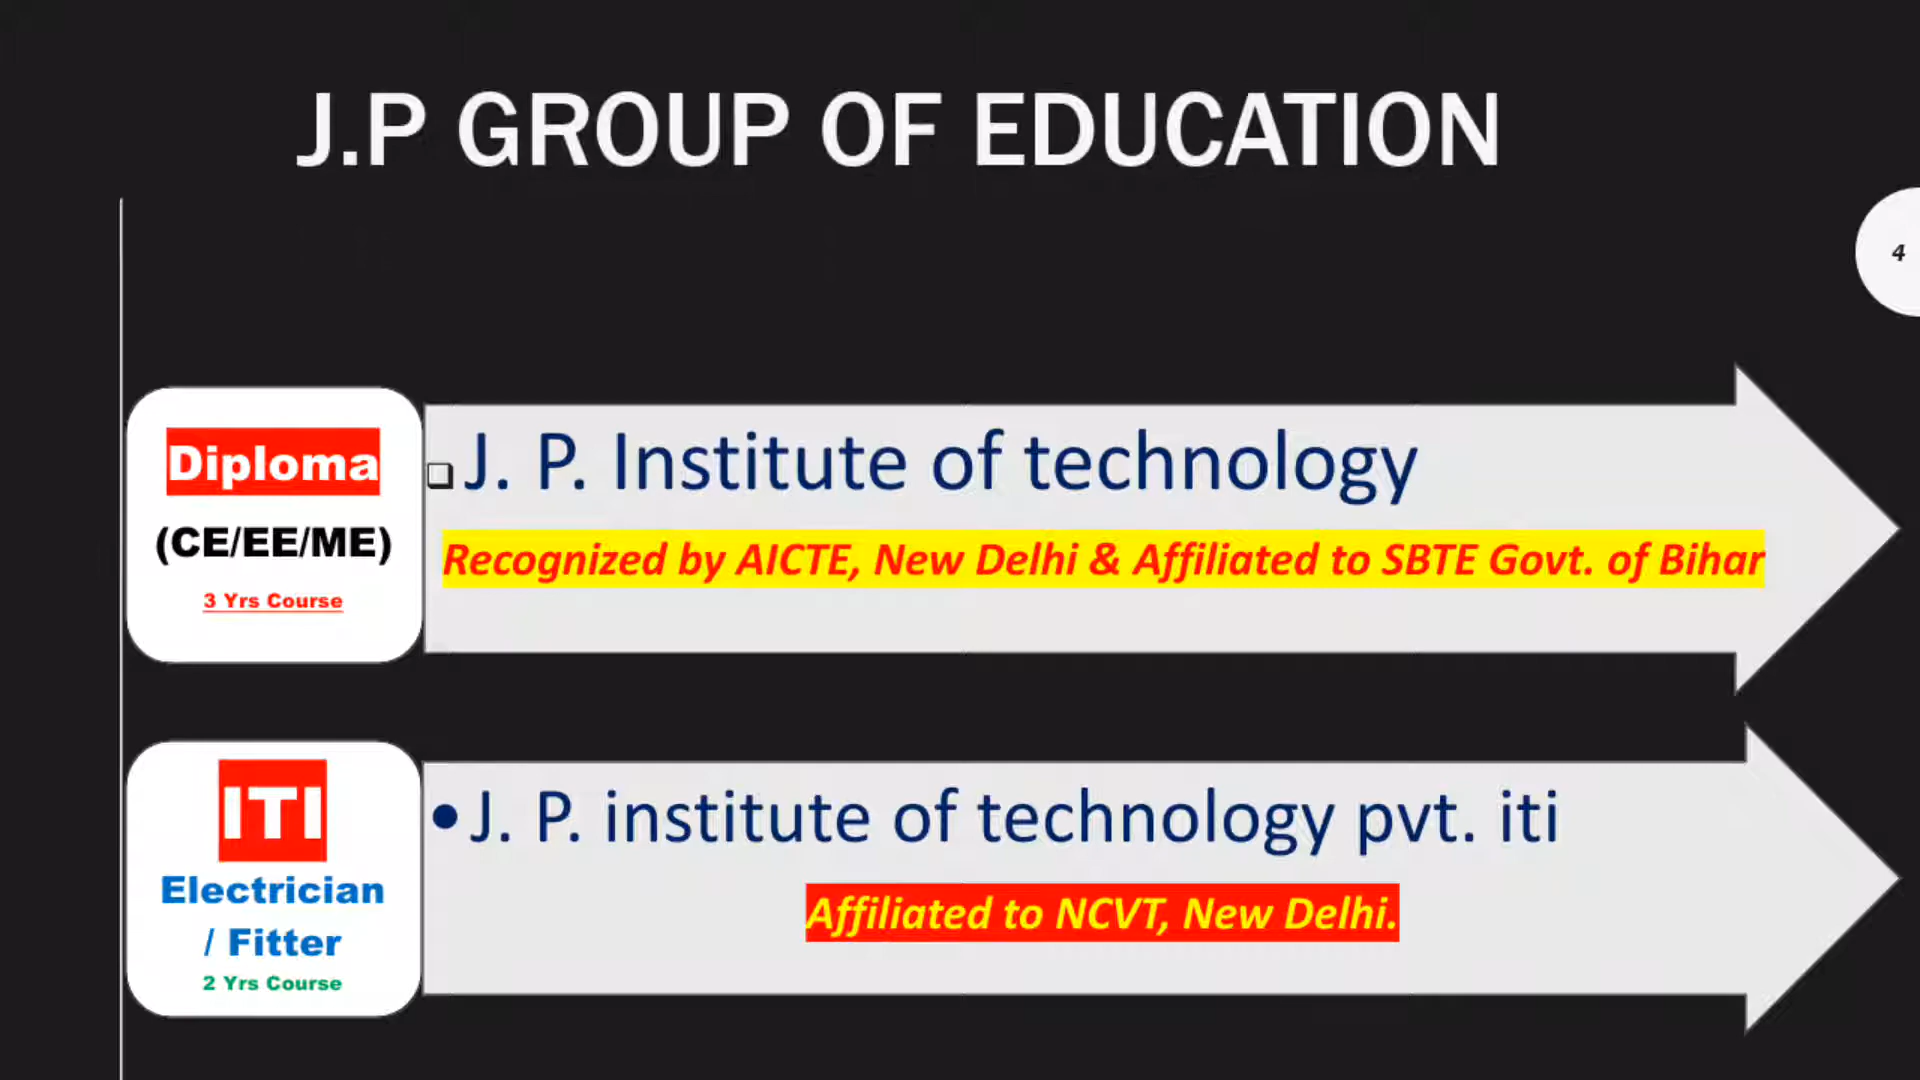 J.P GROUP OF EDUCATION
4
Diploma
(CE/EE/ME)
3 Yrs Course
J. P. Institute of technology
Recognized by AICTE, New Delhi & Affiliated to SBTE Govt. of Bihar
ITI
Electrician
/ Fitter
2 Yrs Course
•J. P. institute of technology pvt. iti
Affiliated to NCVT, New Delhi.